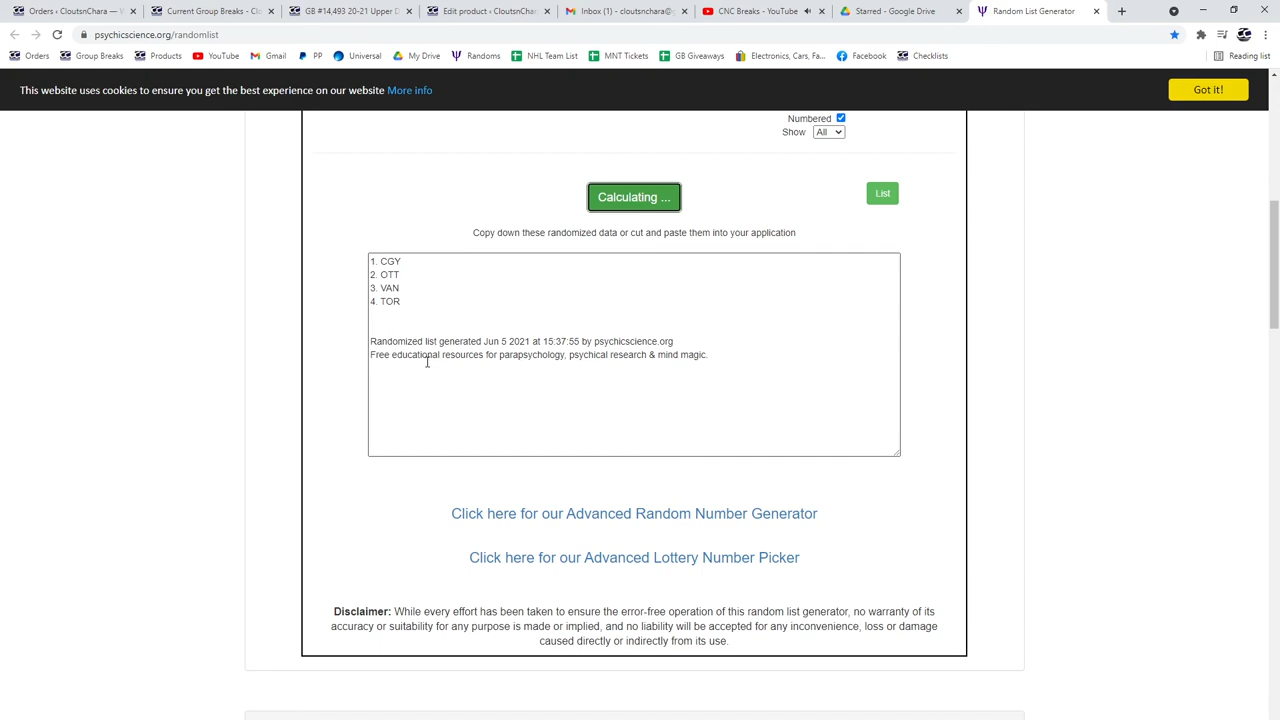 Orders < CloutsnChara — W
Current Group Breaks - Clo
GB #14,493 20-21 Upper D
Edit product < CloutsnChac
Inbox (1) - cloutsnchara@g
CNC Breaks - YouTube
Starred - Google Drive
Random List Generator
psychicscience.org/randomlist
Orders
Group Breaks
Products
YouTube
Gmail
PP
Universal
My Drive
Randoms
NHL Team List
MNT Tickets
GB Giveaways
Electronics, Cars, Fa...
Facebook
Checklists
Reading list
This website uses cookies to ensure you get the best experience on our website More info
Got it!
Numbered
Show All
Calculating ...
List
Copy down these randomized data or cut and paste them into your application
1. CGY
2. OTT
3. VAN
4. TOR
Randomized list generated Jun 5 2021 at 15:37:55 by psychicscience.org
Free educational resources for parapsychology, psychical research & mind magic.
Click here for our Advanced Random Number Generator
Click here for our Advanced Lottery Number Picker
Disclaimer: While every effort has been taken to ensure the error-free operation of this random list generator, no warranty of its
accuracy or suitability for any purpose is made or implied, and no liability will be accepted for any inconvenience, loss or damage
caused directly or indirectly from its use.